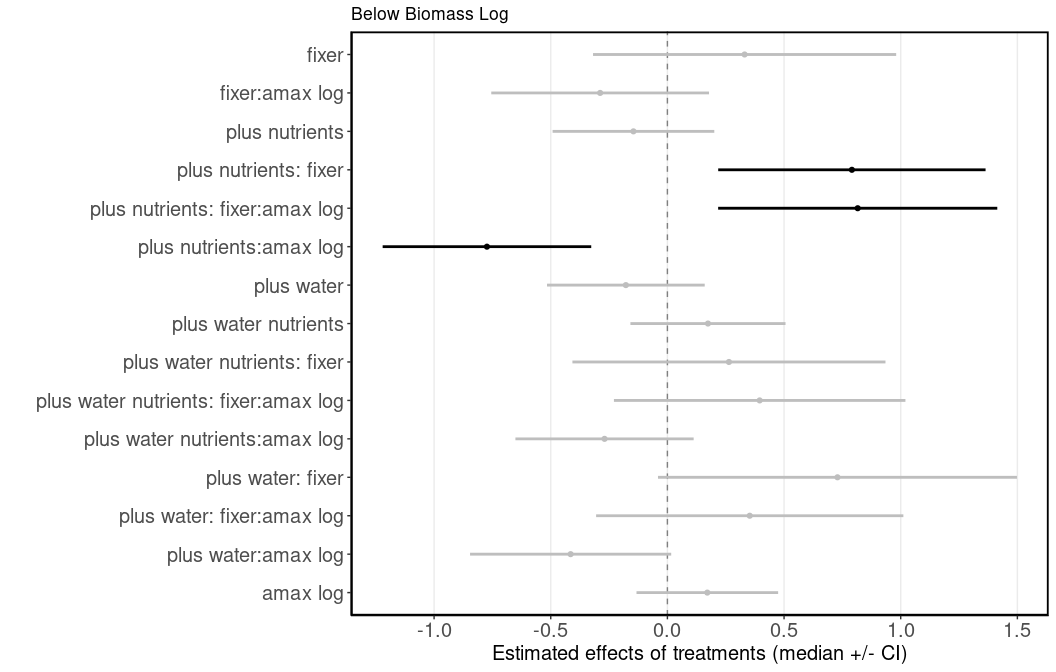 Below Biomass Log
fixer
fixer:amax log
plus nutrients
plus nutrients: fixer
plus nutrients: fixer:amax log
plus nutrients:amax log
plus water
plus water nutrients
plus water nutrients: fixer
plus water nutrients: fixer:amax log
plus water nutrients:amax log
plus water: fixer
plus water: fixer:amax log
plus water:amax log
amax log
-1.0 -0.5 0.0 0.5 1.0 1.5
Estimated effects of treatments (median +/- CI)